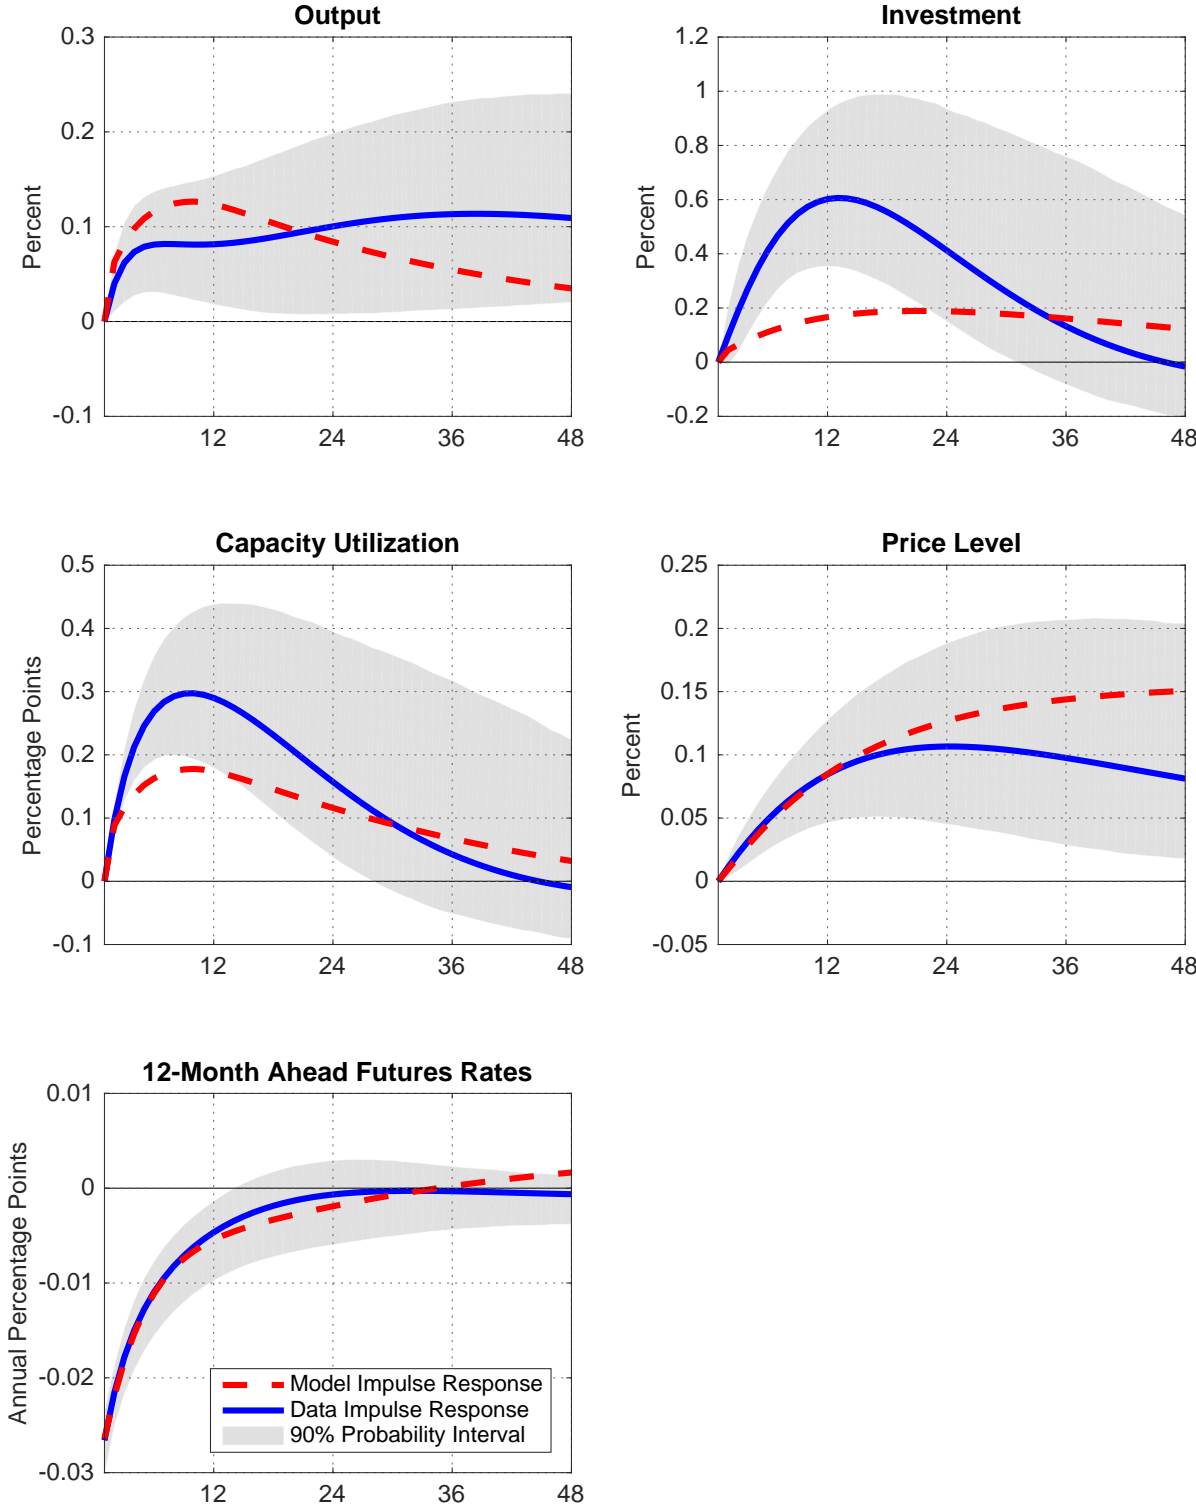 Output
Percent
0.3
0.2
0.1
0
-0.1
12 24 36 48
Investment
Percent
1.2
1
0.8
0.6
0.4
0.2
0
-0.2
12 24 36 48
Capacity Utilization
Percentage Points
0.5
0.4
0.3
0.2
0.1
0
-0.1
12 24 36 48
Price Level
Percent
0.25
0.2
0.15
0.1
0.05
0
-0.05
12 24 36 48
12-Month Ahead Futures Rates
Annual Percentage Points
0.01
0
-0.01
-0.02
-0.03
12 24 36 48
Model Impulse Response
Data Impulse Response
90% Probability Interval